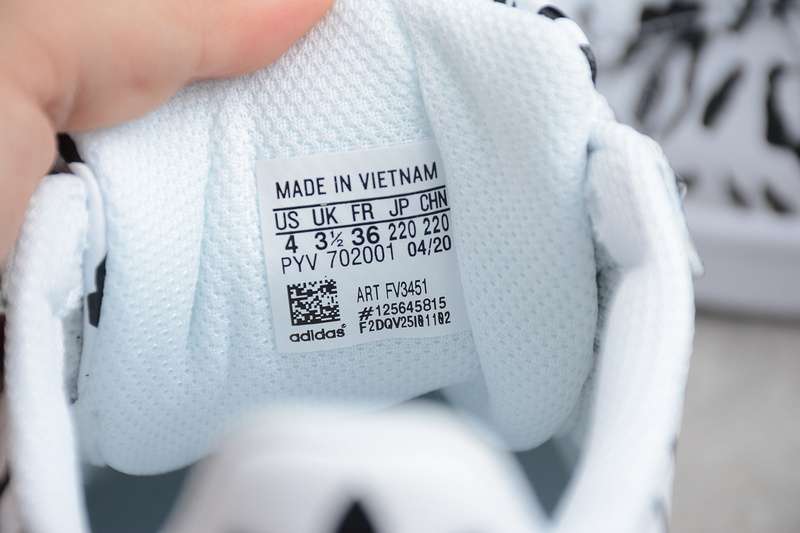 MADE IN VIETNAM
US UK FR JP CHN
4 3½ 36 220 220
PYV 702001 04/20
ART FV3451
#125645815
adidas®
F2DQV25I01102